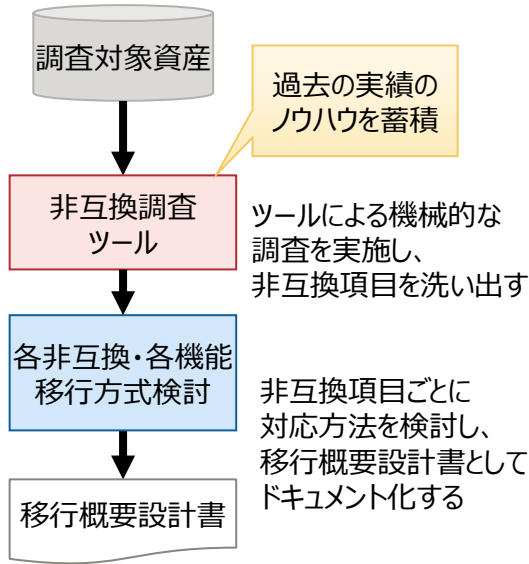 調査対象資産
過去の実績の
ノウハウを蓄積
非互換調査
ツール
ツールによる機械的な
調査を実施し、
非互換項目を洗い出す
各非互換・各機能
移行方式検討
非互換項目ごとに
対応方法を検討し、
移行概要設計書として
ドキュメント化する
移行概要設計書